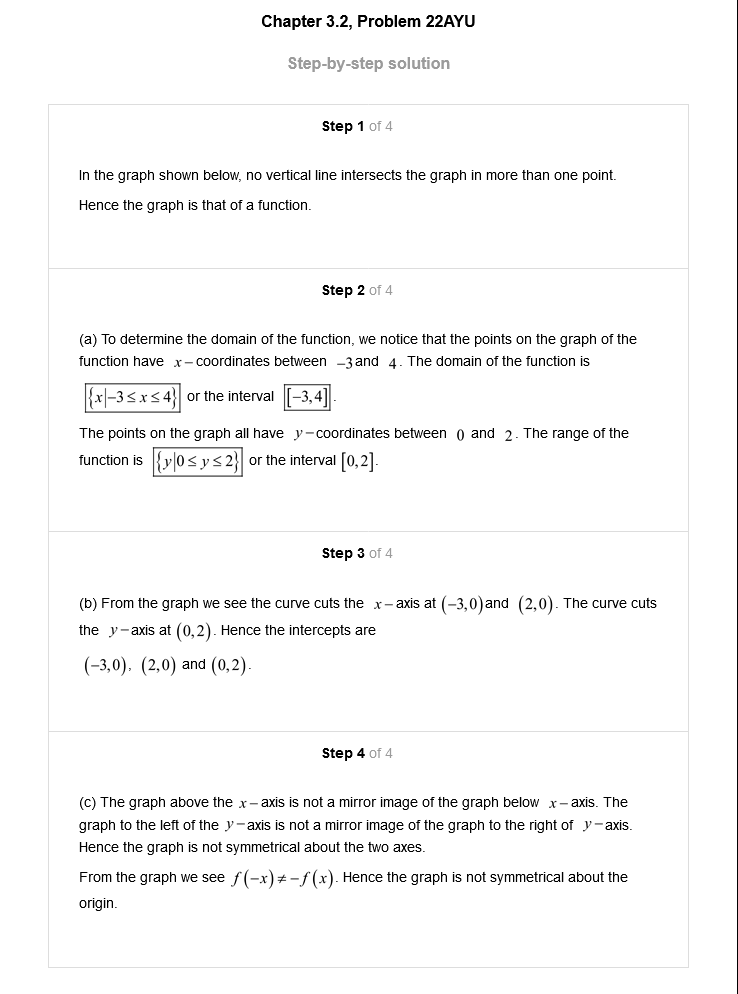 Chapter 3.2, Problem 22AYU
Step-by-step solution
Step 1 of 4
In the graph shown below, no vertical line intersects the graph in more than one point.
Hence the graph is that of a function.
Step 2 of 4
(a) To determine the domain of the function, we notice that the points on the graph of the
function have x−coordinates between −3 and 4. The domain of the function is
{x|−3≤x≤4} or the interval [−3,4].
The points on the graph all have y−coordinates between 0 and 2. The range of the
function is {y|0≤y≤2} or the interval [0,2].
Step 3 of 4
(b) From the graph we see the curve cuts the x−axis at (−3,0) and (2,0). The curve cuts
the y−axis at (0,2). Hence the intercepts are
(−3,0), (2,0) and (0,2).
Step 4 of 4
(c) The graph above the x−axis is not a mirror image of the graph below x−axis. The
graph to the left of the y−axis is not a mirror image of the graph to the right of y−axis.
Hence the graph is not symmetrical about the two axes.
From the graph we see f(−x)≠−f(x). Hence the graph is not symmetrical about the
origin.